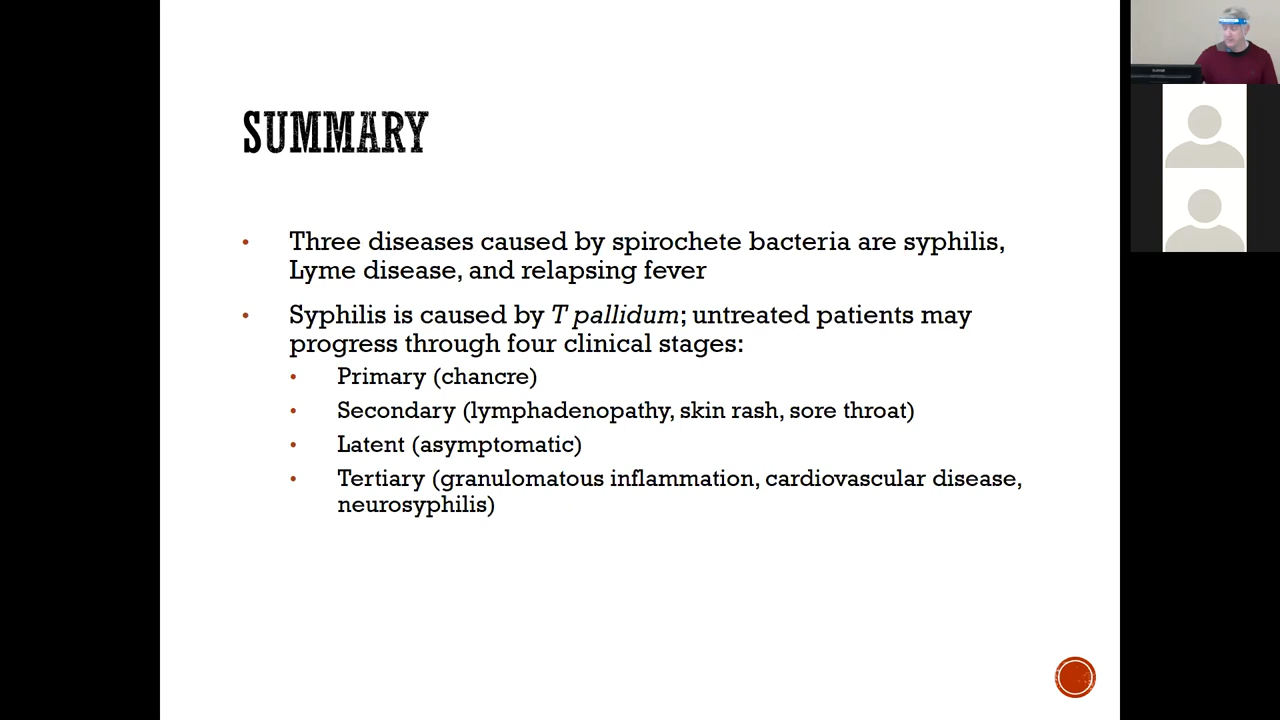 SUMMARY
• Three diseases caused by spirochete bacteria are syphilis,
Lyme disease, and relapsing fever
• Syphilis is caused by T pallidum; untreated patients may
progress through four clinical stages:
• Primary (chancre)
• Secondary (lymphadenopathy, skin rash, sore throat)
• Latent (asymptomatic)
• Tertiary (granulomatous inflammation, cardiovascular disease,
neurosyphilis)